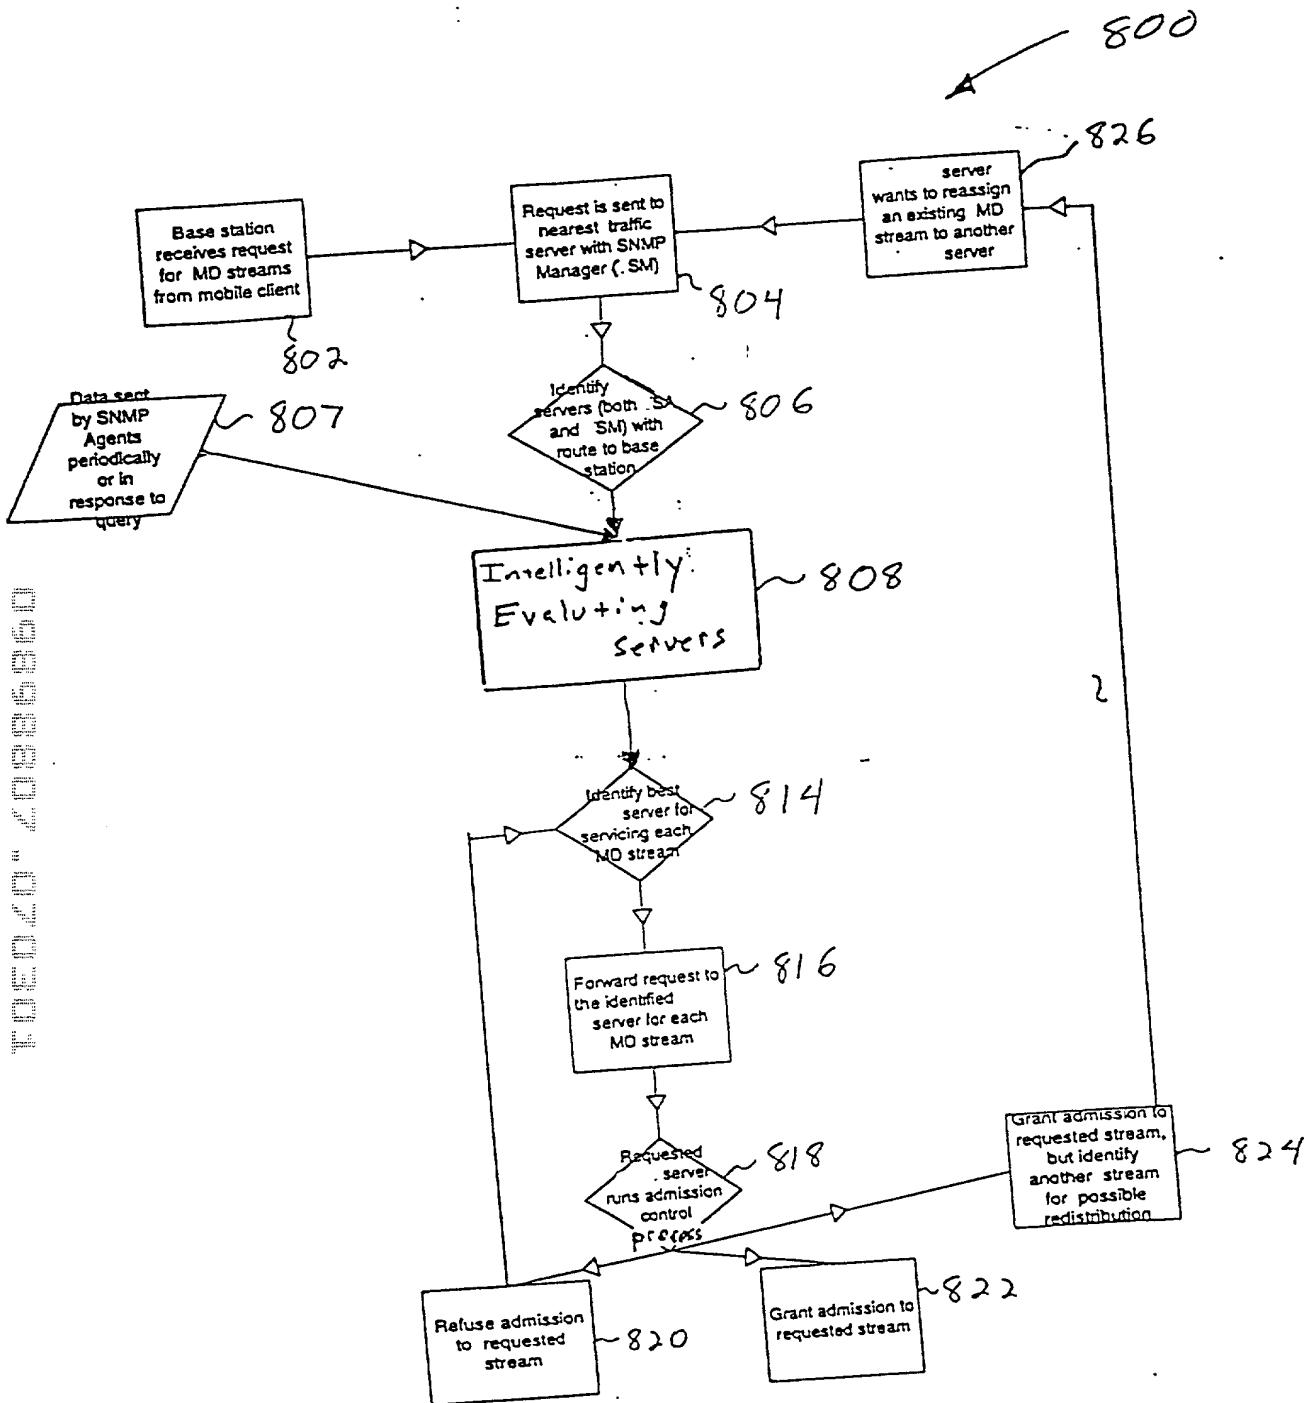 800
826
server
wants to reassign
an existing MD
stream to another
server
Request is sent to
nearest traffic
server with SNMP
Manager (.SM)
804
Base station
receives request
for MD streams
from mobile client
802
Identify
servers (both .SA
and SM) with
route to base
station
806
Data sent
by SNMP
Agents
periodically
or in
response to
query
807
Intelligently
Evaluting
servers
808
Identify best
server for
servicing each
MD stream
814
Forward request to
the identified
server for each
MD stream
816
Requested
server
runs admission
control
process
818
Grant admission to
requested stream,
but identify
another stream
for possible
redistribution
824
Refuse admission
to requested
stream
820
Grant admission to
requested stream
822